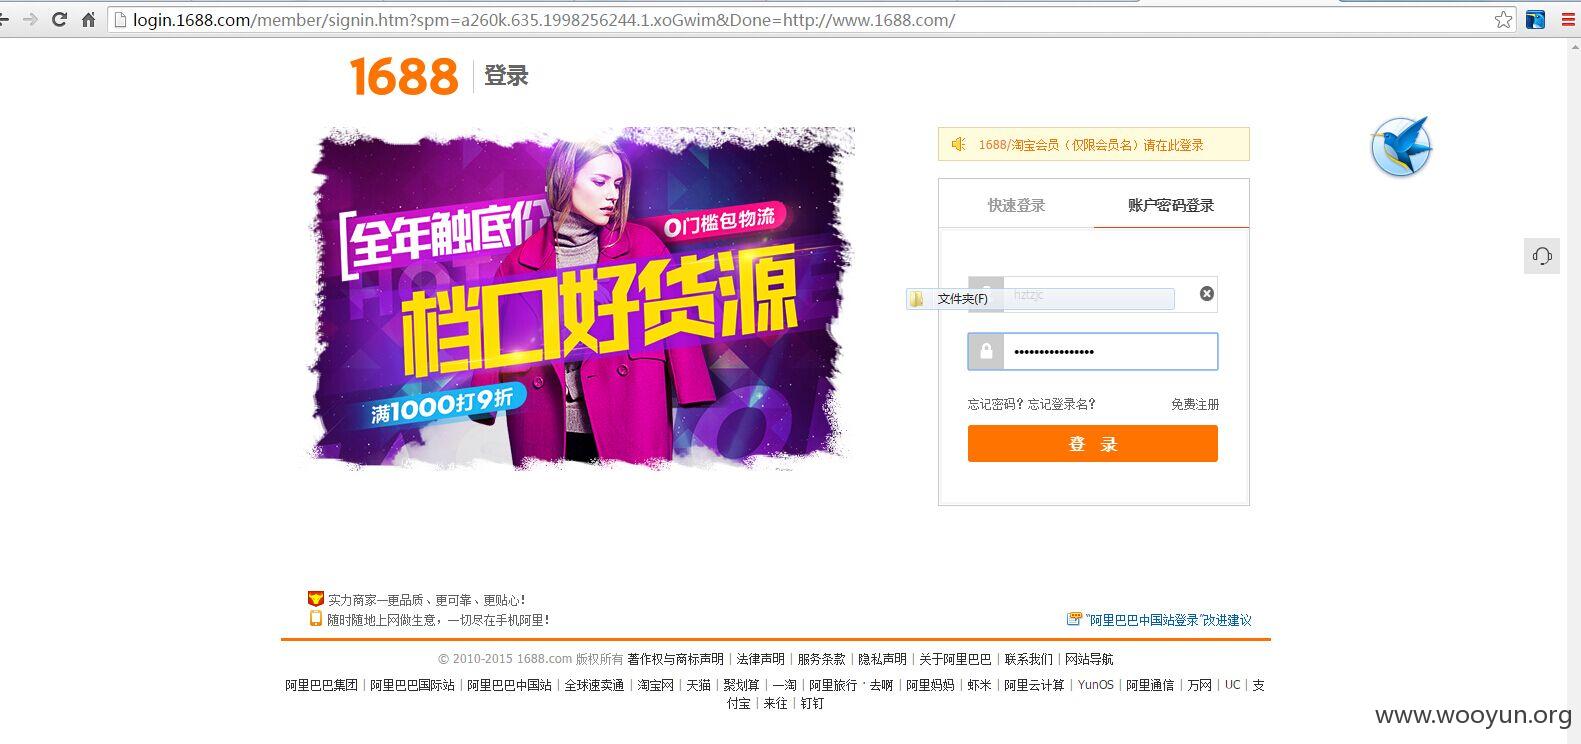 login.1688.com/member/signin.htm?spm=a260k.635.1998256244.1.xoGwim&Done=http://www.1688.com/
1688 登录
全年触底价
0门槛包物流
HOT
档口好货源
满1000打9折
1688/淘宝会员（仅限会员名）请在此登录
快速登录 账户密码登录
hztzjc
文件夹(F)
••••••••••••••••
忘记密码？忘记登录名？ 免费注册
登 录
实力商家—更品质、更可靠、更贴心！
随时随地上网做生意，一切尽在手机阿里！
“阿里巴巴中国站登录”改进建议
© 2010-2015 1688.com 版权所有 著作权与商标声明 | 法律声明 | 服务条款 | 隐私声明 | 关于阿里巴巴 | 联系我们 | 网站导航
阿里巴巴集团 | 阿里巴巴国际站 | 阿里巴巴中国站 | 全球速卖通 | 淘宝网 | 天猫 | 聚划算 | 一淘 | 阿里旅行 · 去啊 | 阿里妈妈 | 虾米 | 阿里云计算 | YunOS | 阿里通信 | 万网 | UC | 支
付宝 | 来往 | 钉钉
www.wooyun.org